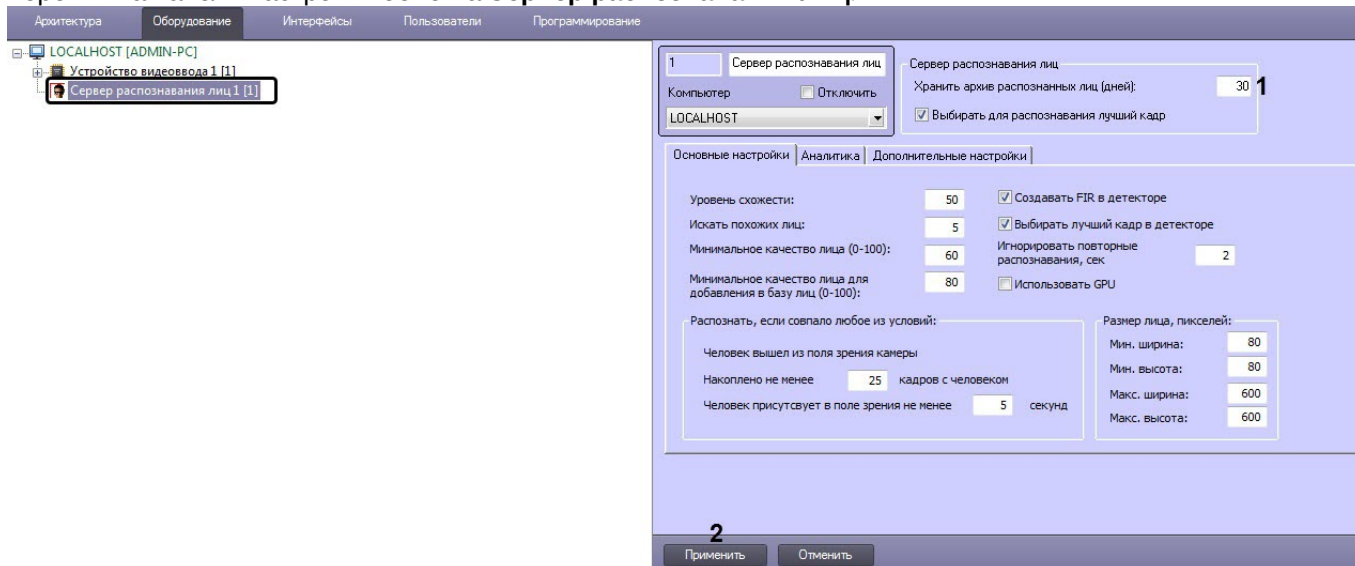 Архитектура Оборудование Интерфейсы Пользователи Программирование
LOCALHOST [ADMIN-PC]
Устройство видеоввода 1 [1]
Сервер распознавания лиц 1 [1]
1 Сервер распознавания лиц
Компьютер Отключить
LOCALHOST
Сервер распознавания лиц
Хранить архив распознанных лиц (дней): 30 1
Выбирать для распознавания лучший кадр
Основные настройки Аналитика Дополнительные настройки
Уровень схожести: 50
Искать похожих лиц: 5
Минимальное качество лица (0-100): 60
Минимальное качество лица для
добавления в базу лиц (0-100): 80
Создавать FIR в детекторе
Выбирать лучший кадр в детекторе
Игнорировать повторные
распознавания, сек 2
Использовать GPU
Распознать, если совпало любое из условий:
Человек вышел из поля зрения камеры
Накоплено не менее 25 кадров с человеком
Человек присутсвует в поле зрения не менее 5 секунд
Размер лица, пикселей:
Мин. ширина: 80
Мин. высота: 80
Макс. ширина: 600
Макс. высота: 600
2
Применить Отменить